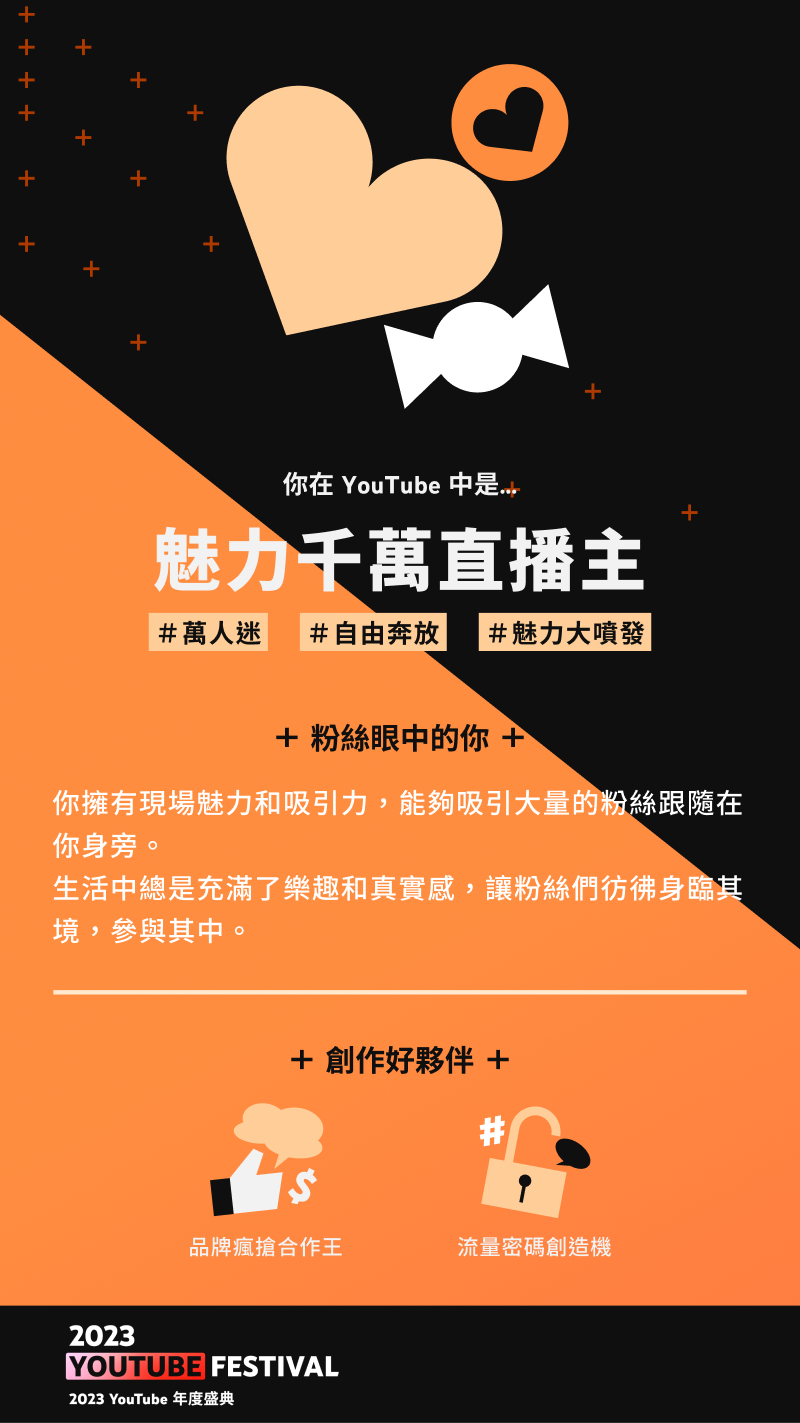 你在 YouTube 中是...
魅力千萬直播主
#萬人迷 #自由奔放 #魅力大噴發
+ 粉絲眼中的你 +
你擁有現場魅力和吸引力，能夠吸引大量的粉絲跟隨在
你身旁。
生活中總是充滿了樂趣和真實感，讓粉絲們彷彿身臨其
境，參與其中。
+ 創作好夥伴 +
#
$
品牌瘋搶合作王 流量密碼創造機
2023
YOUTUBE FESTIVAL
2023 YouTube 年度盛典